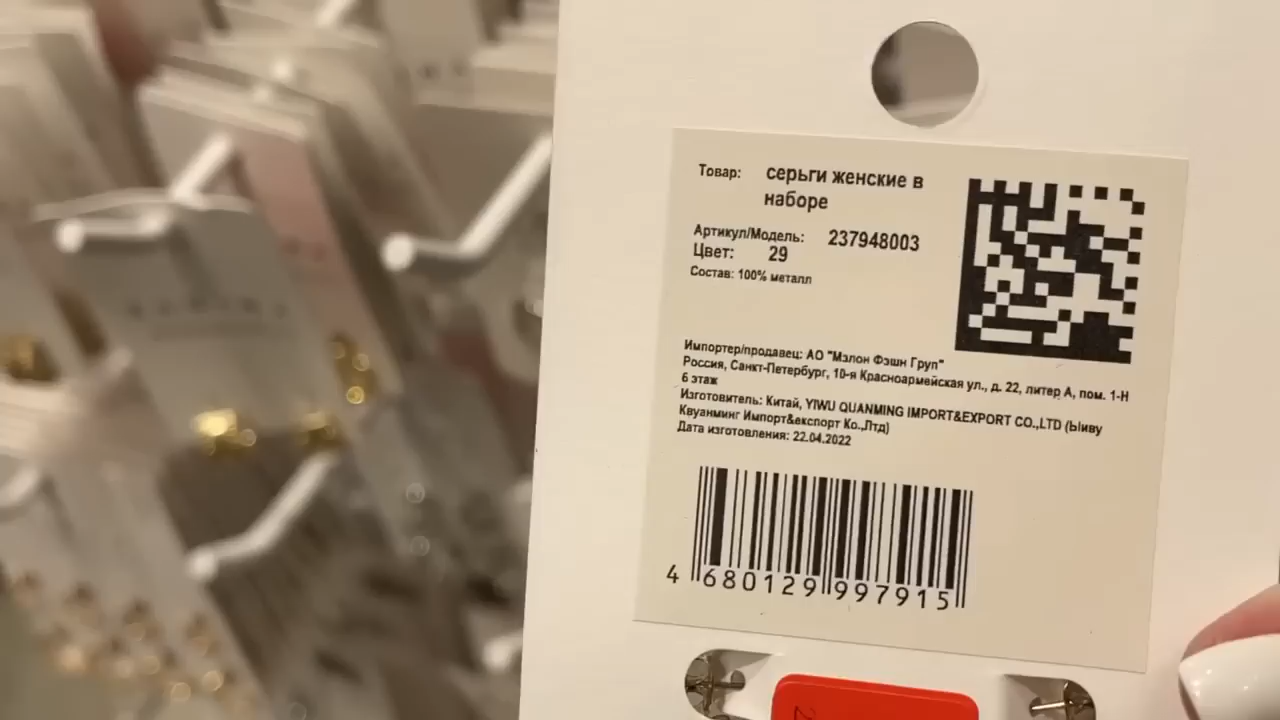 Товар: серьги женские в
наборе
Артикул/Модель: 237948003
Цвет: 29
Состав: 100% металл
Импортер/продавец: АО "Мэлон Фэшн Груп"
Россия, Санкт-Петербург, 10-я Красноармейская ул., д. 22, литер А, пом. 1-Н
6 этаж
Изготовитель: Китай, YIWU QUANMING IMPORT&EXPORT CO.,LTD (Ыиву
Квуанминг Импорт&експорт Ко.,Лтд)
Дата изготовления: 22.04.2022
4 680129 997915